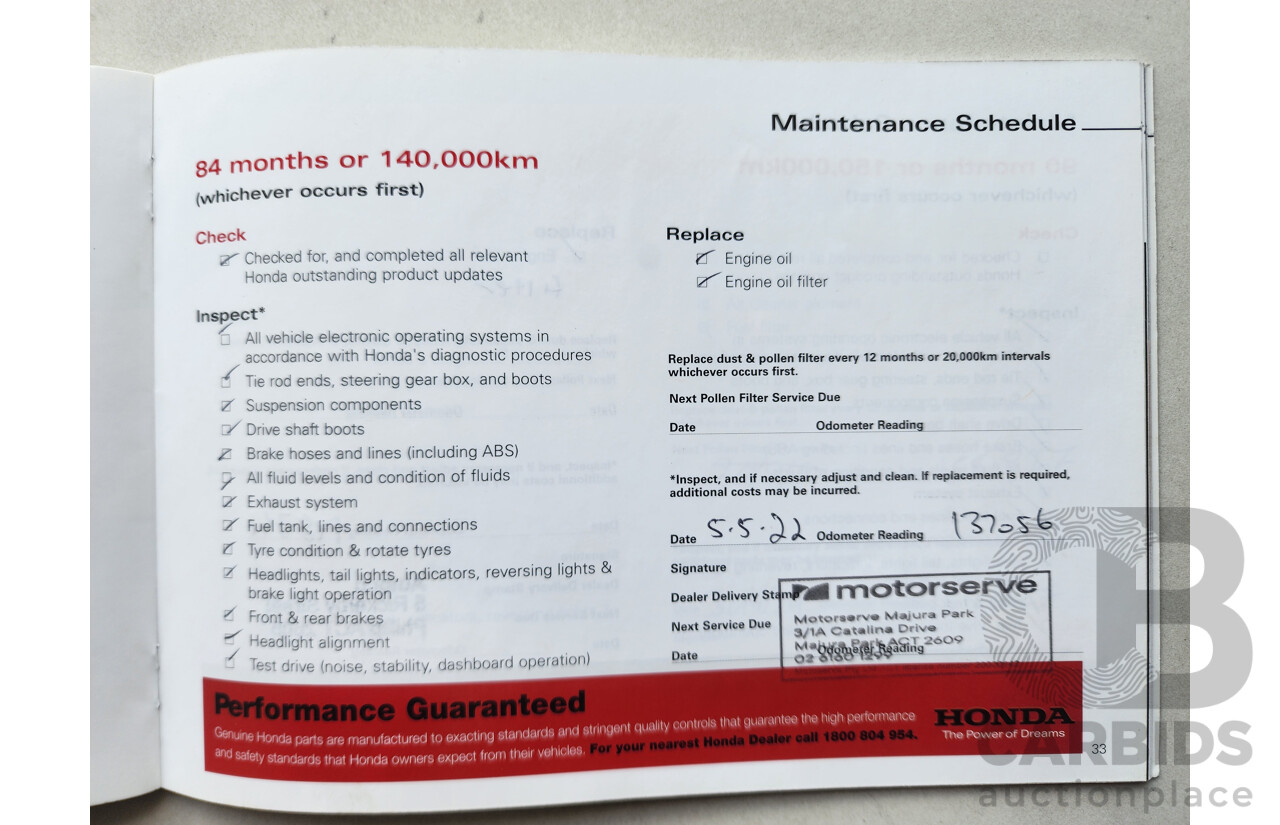 Maintenance Schedule
84 months or 140,000km
(whichever occurs first)
Check
Checked for, and completed all relevant
Honda outstanding product updates
Inspect*
All vehicle electronic operating systems in
accordance with Honda's diagnostic procedures
Tie rod ends, steering gear box, and boots
Suspension components
Drive shaft boots
Brake hoses and lines (including ABS)
All fluid levels and condition of fluids
Exhaust system
Fuel tank, lines and connections
Tyre condition & rotate tyres
Headlights, tail lights, indicators, reversing lights &
brake light operation
Front & rear brakes
Headlight alignment
Test drive (noise, stability, dashboard operation)
Replace
Engine oil
Engine oil filter
Replace dust & pollen filter every 12 months or 20,000km intervals
whichever occurs first.
Next Pollen Filter Service Due
Date Odometer Reading
*Inspect, and if necessary adjust and clean. If replacement is required,
additional costs may be incurred.
Date 5.5.22 Odometer Reading 137056
Signature
Dealer Delivery Stamp
motorserve
Motorserve Majura Park
3/1A Catalina Drive
Majura Park ACT 2609
02 6160 1299
Next Service Due
Date Odometer Reading
Performance Guaranteed
Genuine Honda parts are manufactured to exacting standards and stringent quality controls that guarantee the high performance
and safety standards that Honda owners expect from their vehicles. For your nearest Honda Dealer call 1800 804 954.
HONDA
The Power of Dreams
33
CARBIDS
auctionplace